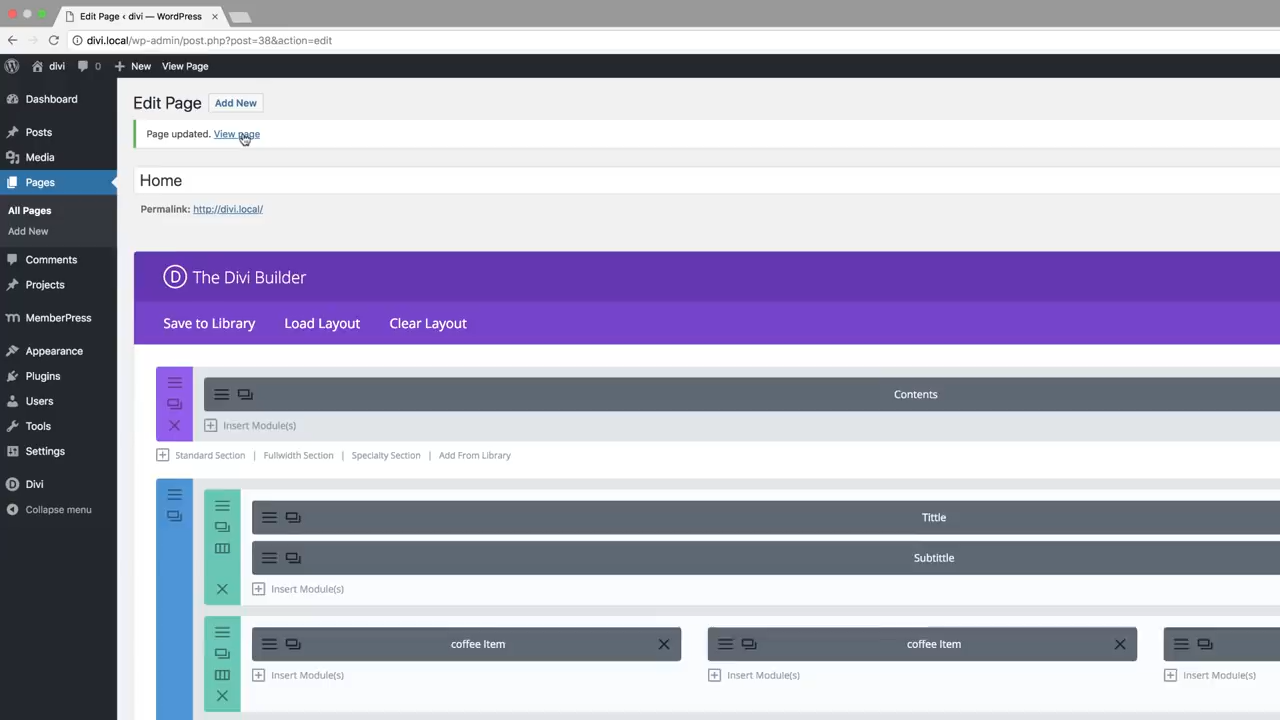 Edit Page ‹ divi — WordPress
divi.local/wp-admin/post.php?post=38&action=edit
divi 0 New View Page
Dashboard
Posts
Media
Pages
All Pages
Add New
Comments
Projects
MemberPress
Appearance
Plugins
Users
Tools
Settings
Divi
Collapse menu
Edit Page Add New
Page updated. View page
Home
Permalink: http://divi.local/
D The Divi Builder
Save to Library Load Layout Clear Layout
Contents
Insert Module(s)
Standard Section | Fullwidth Section | Specialty Section | Add From Library
Tittle
Subtittle
Insert Module(s)
coffee Item coffee Item
Insert Module(s) Insert Module(s) Insert Module(s)